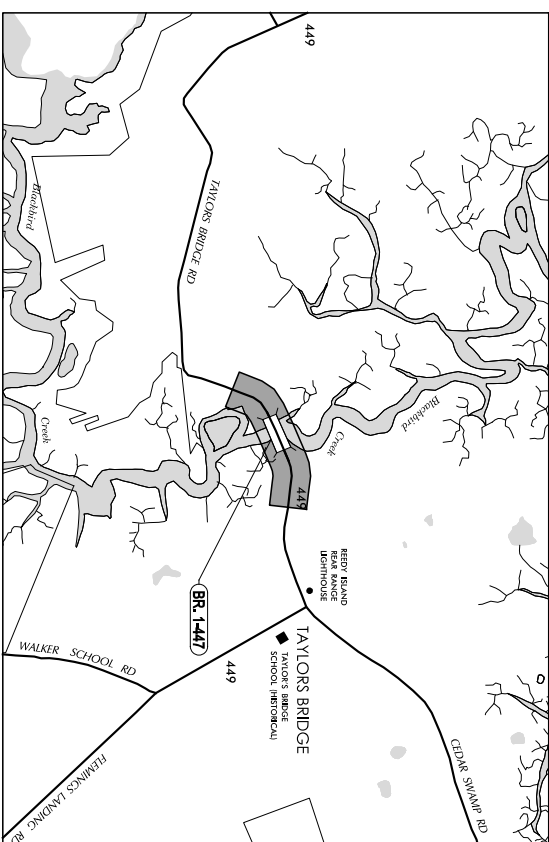 449
TAYLORS BRIDGE RD
Blackbird
Creek
Blackbird
Creek
449
BR. 1-447
REEDY ISLAND
REAR RANGE
LIGHTHOUSE
TAYLORS BRIDGE
TAYLOR'S BRIDGE
SCHOOL (HISTORICAL)
449
WALKER SCHOOL RD
FLEMINGS LANDING RD
CEDAR SWAMP RD